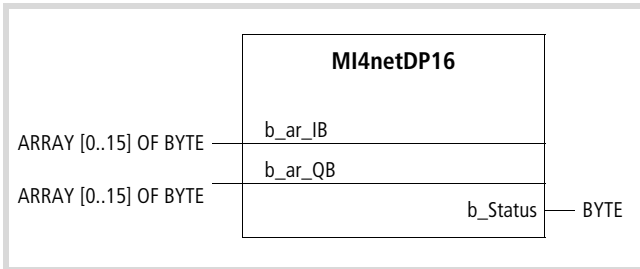 MI4netDP16
ARRAY [0..15] OF BYTE b_ar_IB
ARRAY [0..15] OF BYTE b_ar_QB
b_Status BYTE